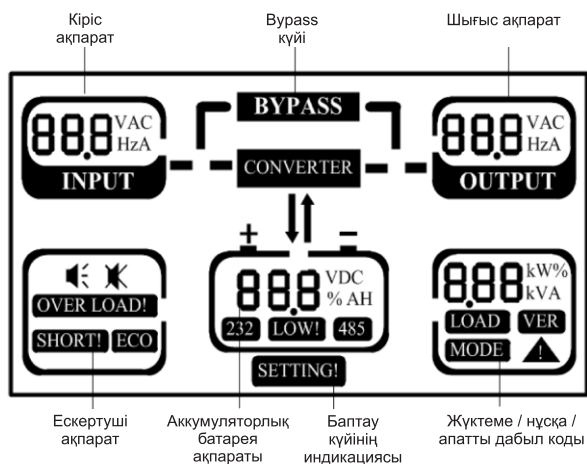 Кіріс
ақпарат
Bypass
күйі
Шығыс ақпарат
88.8 VAC
HzA
INPUT
BYPASS
CONVERTER
88.8 VAC
HzA
OUTPUT
OVER LOAD!
SHORT! ECO
+ −
88.8 VDC
% AH
232 LOW! 485
SETTING!
8.88 kW%
kVA
LOAD VER
MODE !
Ескертуші
ақпарат
Аккумуляторлық
батарея
ақпараты
Баптау
күйінің
индикациясы
Жүктеме / нұсқа /
апатты дабыл коды